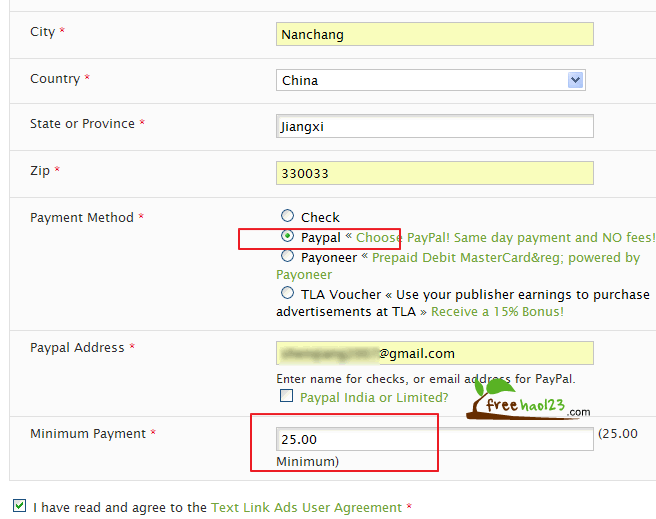 City *
Nanchang
Country *
China
State or Province *
Jiangxi
Zip *
330033
Payment Method *
Check
Paypal « Choose PayPal! Same day payment and NO fees!
Payoneer « Prepaid Debit MasterCard&reg; powered by
Payoneer
TLA Voucher « Use your publisher earnings to purchase
advertisements at TLA » Receive a 15% Bonus!
Paypal Address *
@gmail.com
Enter name for checks, or email address for PayPal.
Paypal India or Limited?
freehao123.com
Minimum Payment *
25.00 (25.00
Minimum)
I have read and agree to the Text Link Ads User Agreement *